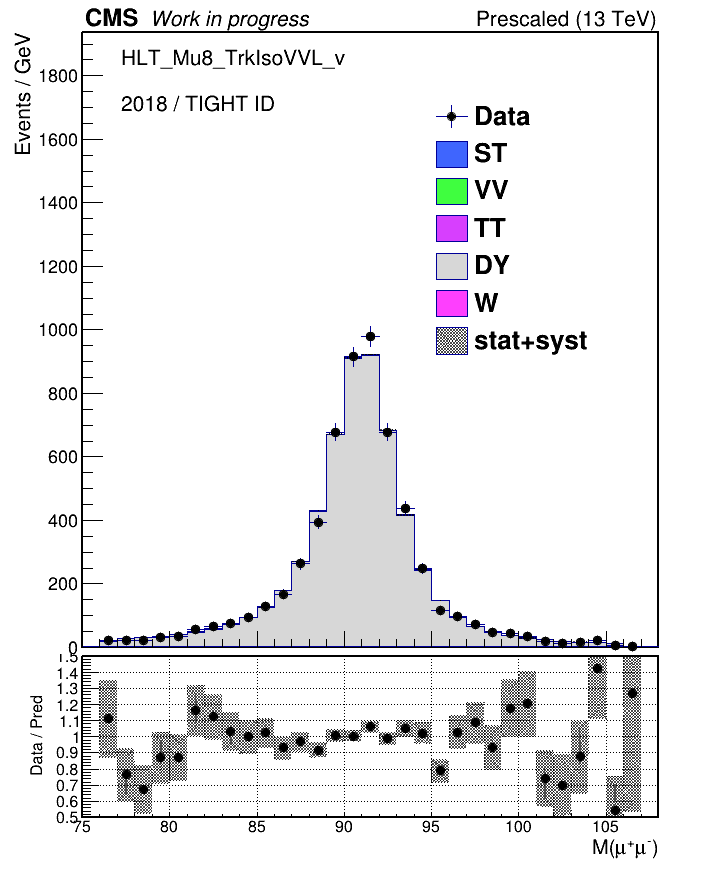 CMS Work in progress Prescaled (13 TeV)
Events / GeV
HLT_Mu8_TrkIsoVVL_v
2018 / TIGHT ID
Data
ST
VV
TT
DY
W
stat+syst
1800
1600
1400
1200
1000
800
600
400
200
0
Data / Pred
1.5
1.4
1.3
1.2
1.1
1
0.9
0.8
0.7
0.6
0.5
75 80 85 90 95 100 105
M(μ⁺μ⁻)